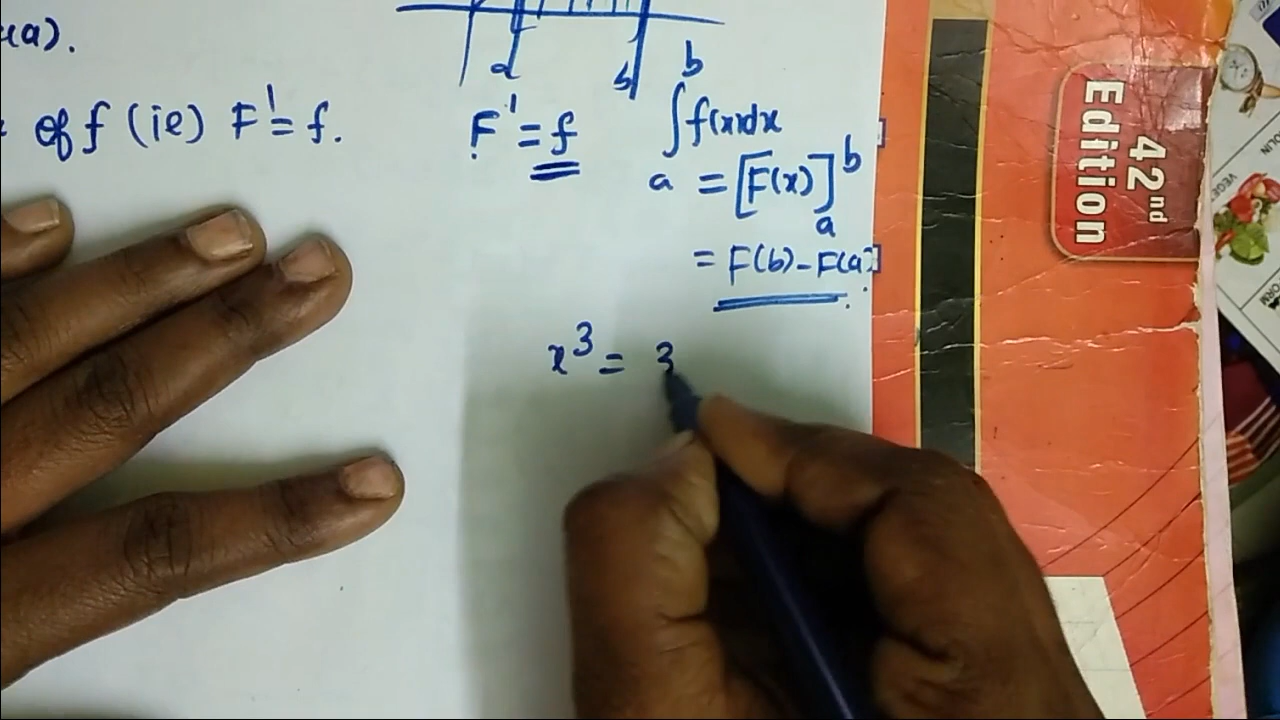 (a).
of f (ie) F' = f.
a b
F' = f
b
∫ f(x)dx
a
= [F(x)]
b
a
= F(b) - F(a)
x³ = 3
42nd
Edition